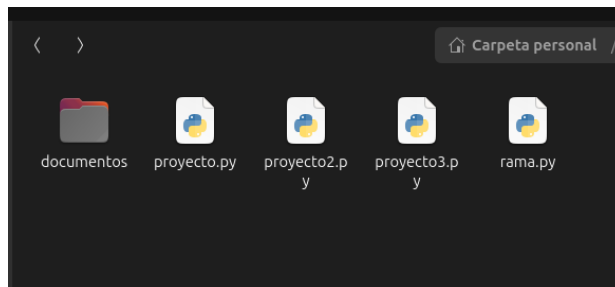 Carpeta personal /
documentos
proyecto.py
proyecto2.p
y
proyecto3.p
y
rama.py